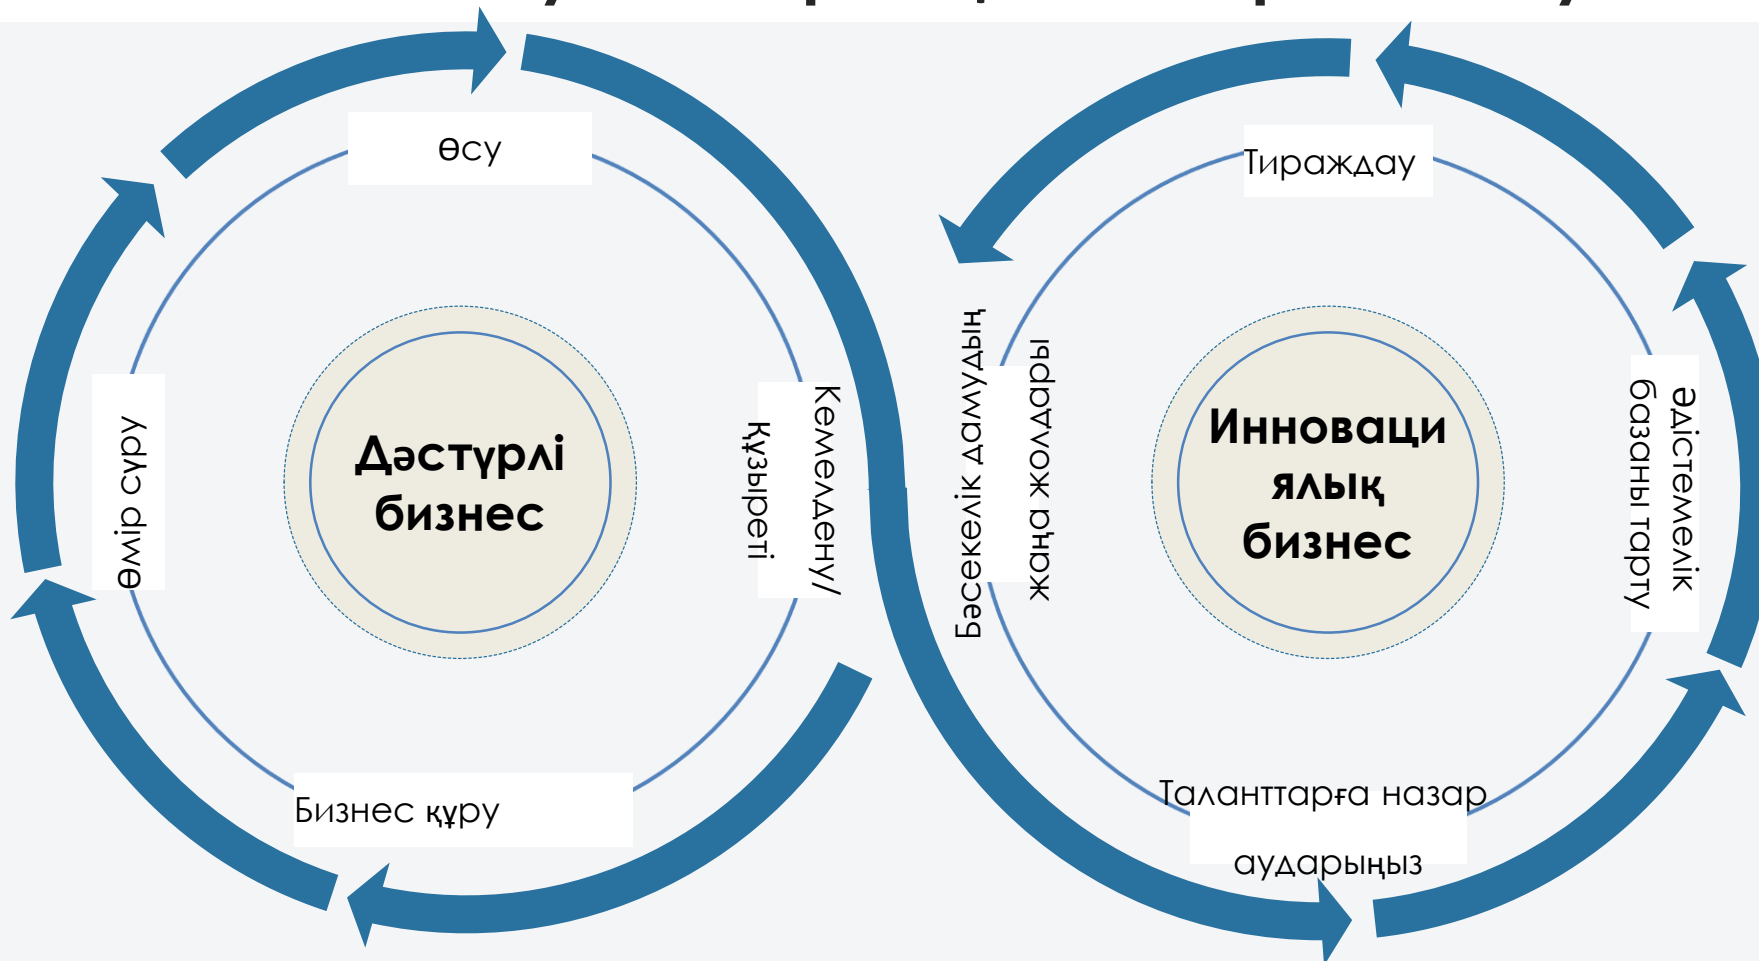 Өсу
Өмір сүру
Дәстүрлі
бизнес
Кемелдену/
құзыреті
Бизнес құру
Тираждау
Бәсекелік дамудың
жаңа жолдары
Инноваци
ялық
бизнес
Әдістемелік
базаны тарту
Таланттарға назар
аударыңыз